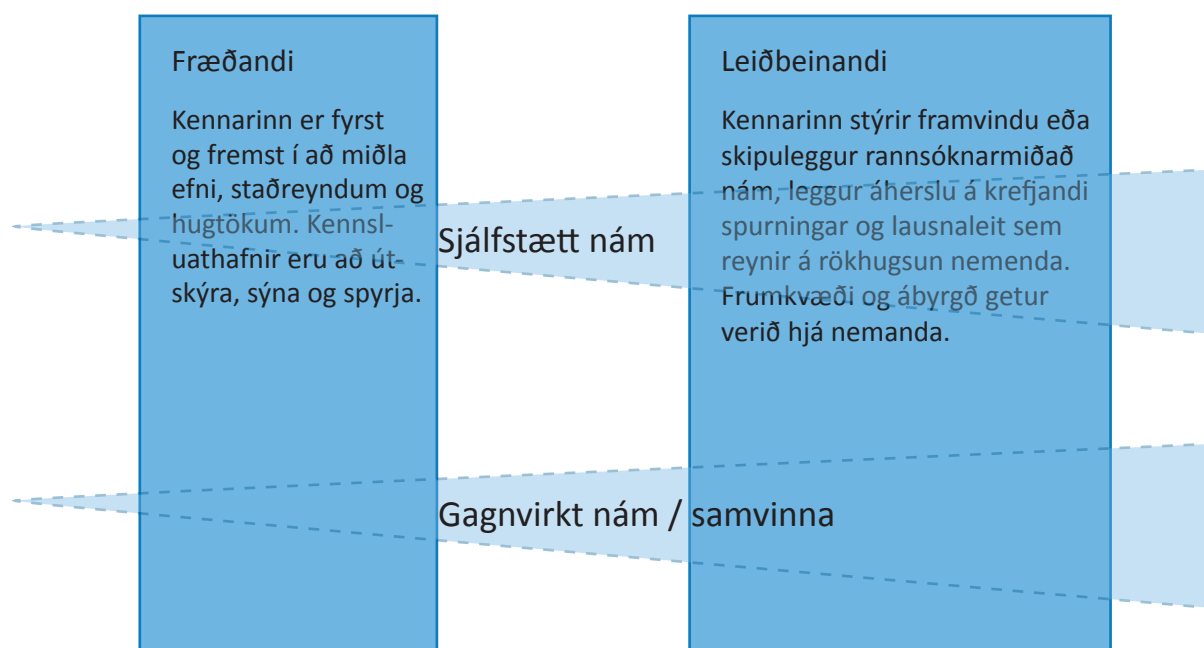 Fræðandi
Kennarinn er fyrst
og fremst í að miðla
efni, staðreyndum og
hugtökum. Kennsl-
uathafnir eru að út-
skýra, sýna og spyrja.
Leiðbeinandi
Kennarinn stýrir framvindu eða
skipuleggur rannsóknarmiðað
nám, leggur áherslu á krefjandi
spurningar og lausnaleit sem
reynir á rökhugsun nemenda.
Frumkvæði og ábyrgð getur
verið hjá nemanda.
Sjálfstætt nám
Gagnvirkt nám / samvinna